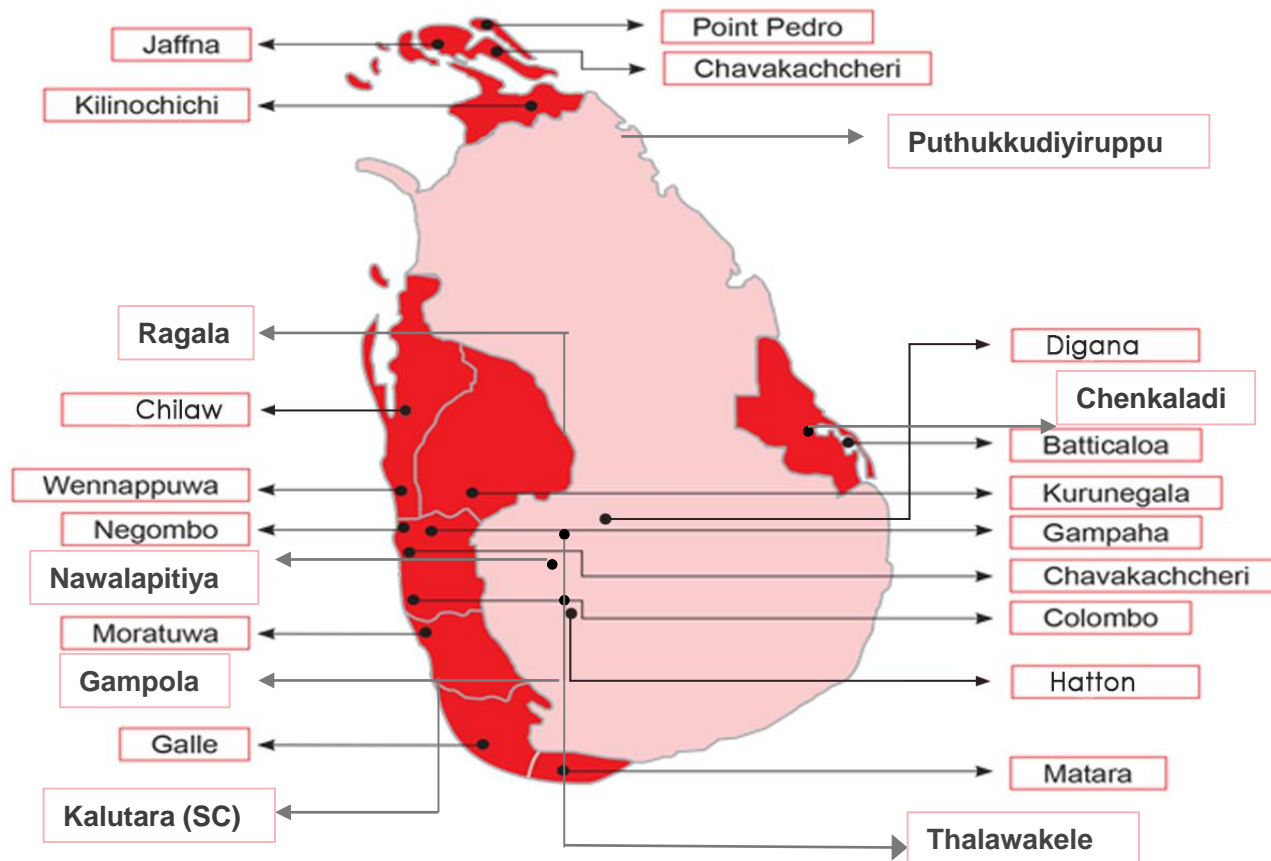 Point Pedro
Jaffna
Chavakachcheri
Kilinochichi
Puthukkudiyiruppu
Ragala
Digana
Chenkaladi
Chilaw
Batticaloa
Wennappuwa
Kurunegala
Negombo
Gampaha
Nawalapitiya
Chavakachcheri
Colombo
Moratuwa
Gampola
Hatton
Galle
Matara
Kalutara (SC)
Thalawakele